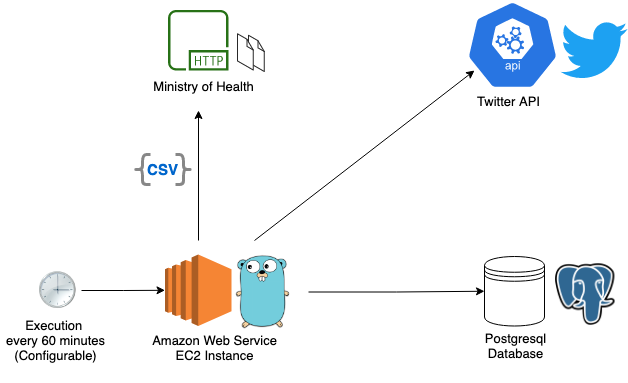 HTTP
Ministry of Health
api
Twitter API
{CSV}
Execution
every 60 minutes
(Configurable)
Amazon Web Service
EC2 Instance
Postgresql
Database